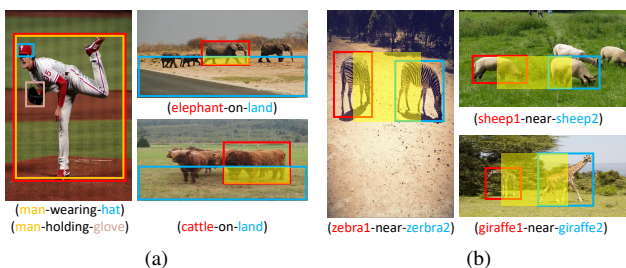 (elephant-on-land)
(man-wearing-hat)
(man-holding-glove)
(cattle-on-land)
(a)
(sheep1-near-sheep2)
(zebra1-near-zerbra2)
(giraffe1-near-giraffe2)
(b)